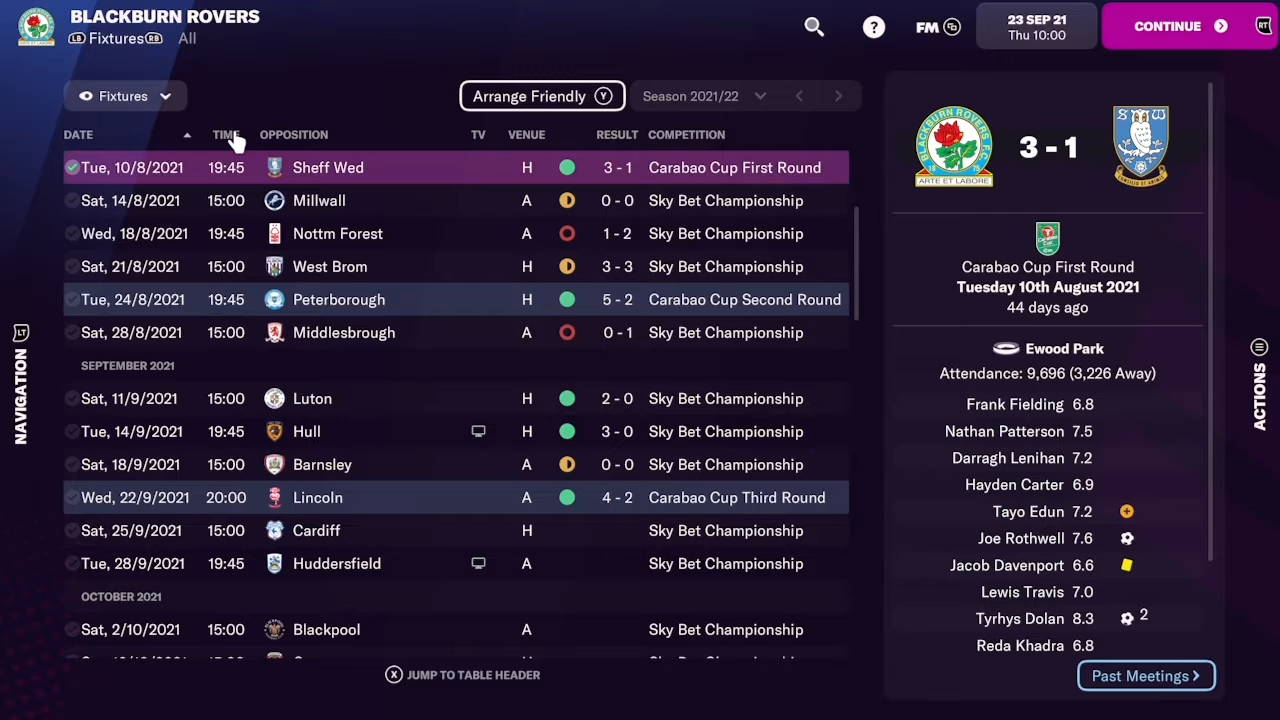 BLACKBURN ROVERS
LB Fixtures RB All
FM
23 SEP 21
Thu 10:00
CONTINUE
RT
Fixtures
Arrange Friendly Y
Season 2021/22
DATE TIME OPPOSITION TV VENUE RESULT COMPETITION
Tue, 10/8/2021 19:45 Sheff Wed H 3 - 1 Carabao Cup First Round
Sat, 14/8/2021 15:00 Millwall A 0 - 0 Sky Bet Championship
Wed, 18/8/2021 19:45 Nottm Forest A 1 - 2 Sky Bet Championship
Sat, 21/8/2021 15:00 West Brom H 3 - 3 Sky Bet Championship
Tue, 24/8/2021 19:45 Peterborough H 5 - 2 Carabao Cup Second Round
Sat, 28/8/2021 15:00 Middlesbrough A 0 - 1 Sky Bet Championship
SEPTEMBER 2021
Sat, 11/9/2021 15:00 Luton H 2 - 0 Sky Bet Championship
Tue, 14/9/2021 19:45 Hull H 3 - 0 Sky Bet Championship
Sat, 18/9/2021 15:00 Barnsley A 0 - 0 Sky Bet Championship
Wed, 22/9/2021 20:00 Lincoln A 4 - 2 Carabao Cup Third Round
Sat, 25/9/2021 15:00 Cardiff H Sky Bet Championship
Tue, 28/9/2021 19:45 Huddersfield A Sky Bet Championship
OCTOBER 2021
Sat, 2/10/2021 15:00 Blackpool A Sky Bet Championship
X JUMP TO TABLE HEADER
LT
NAVIGATION
BLACKBURN ROVERS F.C.
ARTE ET LABORE
3 - 1
Carabao Cup First Round
Tuesday 10th August 2021
44 days ago
Ewood Park
Attendance: 9,696 (3,226 Away)
Frank Fielding 6.8
Nathan Patterson 7.5
Darragh Lenihan 7.2
Hayden Carter 6.9
Tayo Edun 7.2
Joe Rothwell 7.6
Jacob Davenport 6.6
Lewis Travis 7.0
Tyrhys Dolan 8.3 2
Reda Khadra 6.8
Past Meetings
ACTIONS